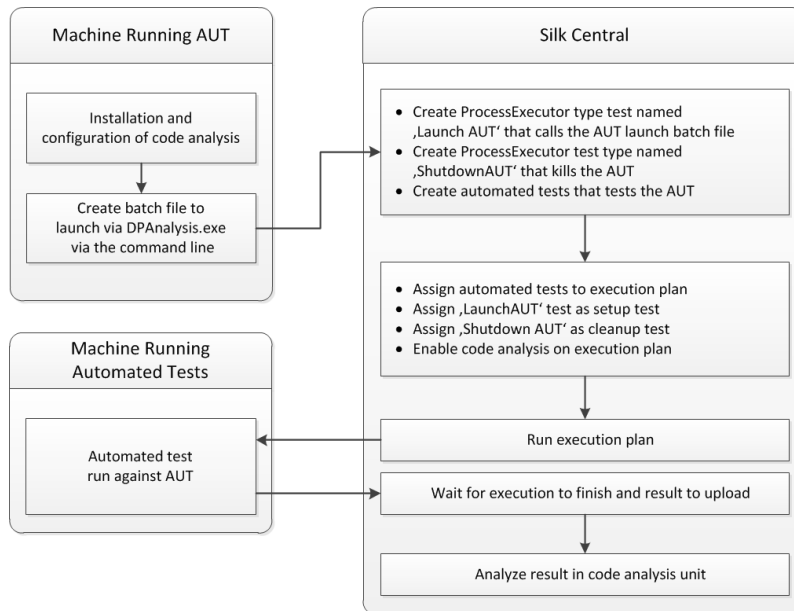 Machine Running AUT
Installation and
configuration of code analysis
Create batch file to
launch via DPAnalysis.exe
via the command line
Machine Running
Automated Tests
Automated test
run against AUT
Silk Central
• Create ProcessExecutor type test named
‚Launch AUT‘ that calls the AUT launch batch file
• Create ProcessExecutor test type named
‚ShutdownAUT‘ that kills the AUT
• Create automated tests that tests the AUT
• Assign automated tests to execution plan
• Assign ‚LaunchAUT‘ test as setup test
• Assign ‚Shutdown AUT‘ as cleanup test
• Enable code analysis on execution plan
Run execution plan
Wait for execution to finish and result to upload
Analyze result in code analysis unit